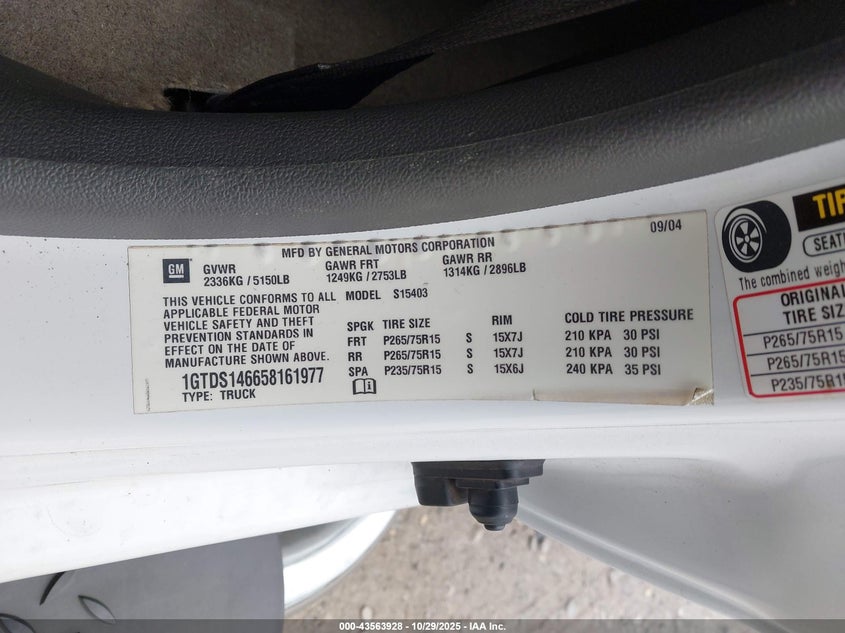 MFD BY GENERAL MOTORS CORPORATION 09/04
GM
GVWR GAWR FRT GAWR RR
2336KG / 5150LB 1249KG / 2753LB 1314KG / 2896LB
THIS VEHICLE CONFORMS TO ALL MODEL S15403
APPLICABLE FEDERAL MOTOR
VEHICLE SAFETY AND THEFT
PREVENTION STANDARDS IN
EFFECT ON THE DATE OF
MANUFACTURE SHOWN ABOVE.
SPGK TIRE SIZE RIM COLD TIRE PRESSURE
FRT P265/75R15 S 15X7J 210 KPA 30 PSI
RR P265/75R15 S 15X7J 210 KPA 30 PSI
SPA P235/75R15 S 15X6J 240 KPA 35 PSI
1GTDS146658161977
TYPE: TRUCK
TIR
SEATI
The combined weigh
ORIGINAL
TIRE SIZ
P265/75R15
P265/75R15
P235/75R15
000-43563928 • 10/29/2025 • IAA Inc.